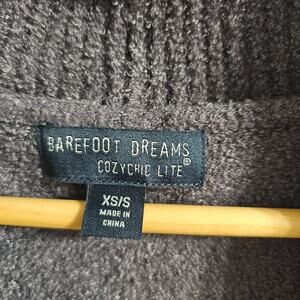 BAREFOOT DREAMS®
COZYCHIC LITE
XS/S
MADE IN
CHINA